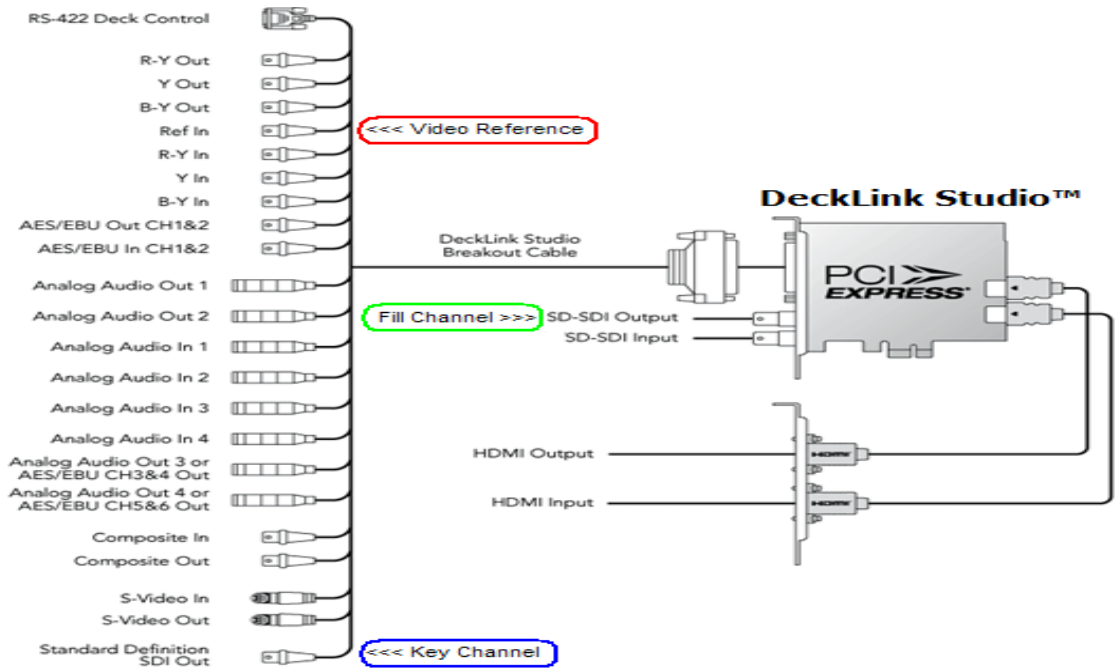 RS-422 Deck Control
R-Y Out
Y Out
B-Y Out
Ref In
<<< Video Reference
R-Y In
Y In
B-Y In
AES/EBU Out CH1&2
AES/EBU In CH1&2
Analog Audio Out 1
Analog Audio Out 2
Analog Audio In 1
Analog Audio In 2
Analog Audio In 3
Analog Audio In 4
Analog Audio Out 3 or
AES/EBU CH3&4 Out
Analog Audio Out 4 or
AES/EBU CH5&6 Out
Composite In
Composite Out
S-Video In
S-Video Out
Standard Definition
SDI Out
<<< Key Channel
DeckLink Studio™
DeckLink Studio
Breakout Cable
PCI
EXPRESS®
Fill Channel >>>
SD-SDI Output
SD-SDI Input
HDMI Output
HDMI
HDMI Input
HDMI